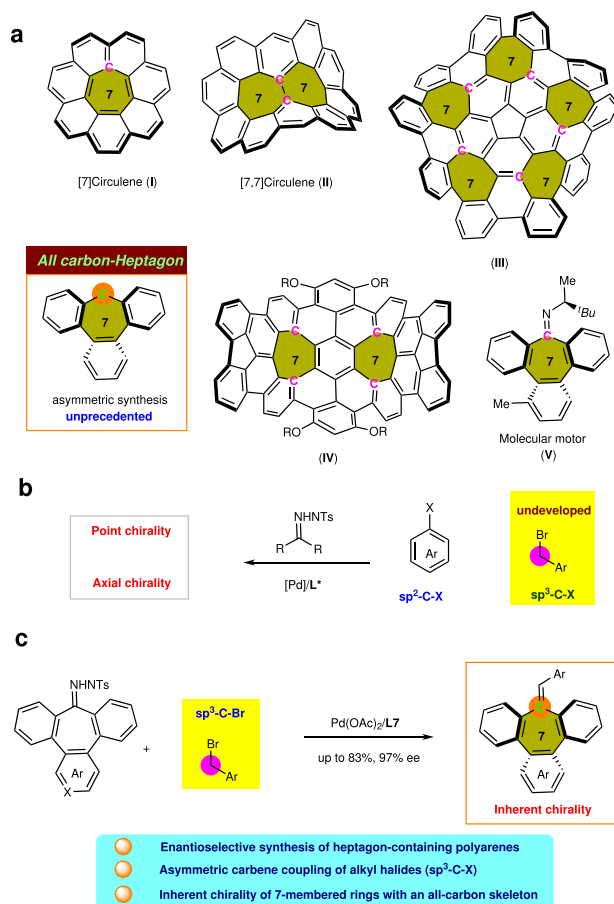 a
C
7
[7]Circulene (I)
7
7
C
C
[7,7]Circulene (II)
7
C
7
7
C
C
C
7
C
7
(III)
All carbon-Heptagon
C
7
asymmetric synthesis
unprecedented
RO
OR
C
C
7
7
C
C
RO
OR
(IV)
Me
tBu
N
C
7
Me
Molecular motor
(V)
b
Point chirality
Axial chirality
NHNTs
R
R
[Pd]/L*
X
Ar
sp2-C-X
undeveloped
Br
Ar
sp3-C-X
c
NHNTs
Ar
X
+
sp3-C-Br
Br
Ar
Pd(OAc)2/L7
up to 83%, 97% ee
Ar
C
7
Ar
Inherent chirality
Enantioselective synthesis of heptagon-containing polyarenes
Asymmetric carbene coupling of alkyl halides (sp3-C-X)
Inherent chirality of 7-membered rings with an all-carbon skeleton